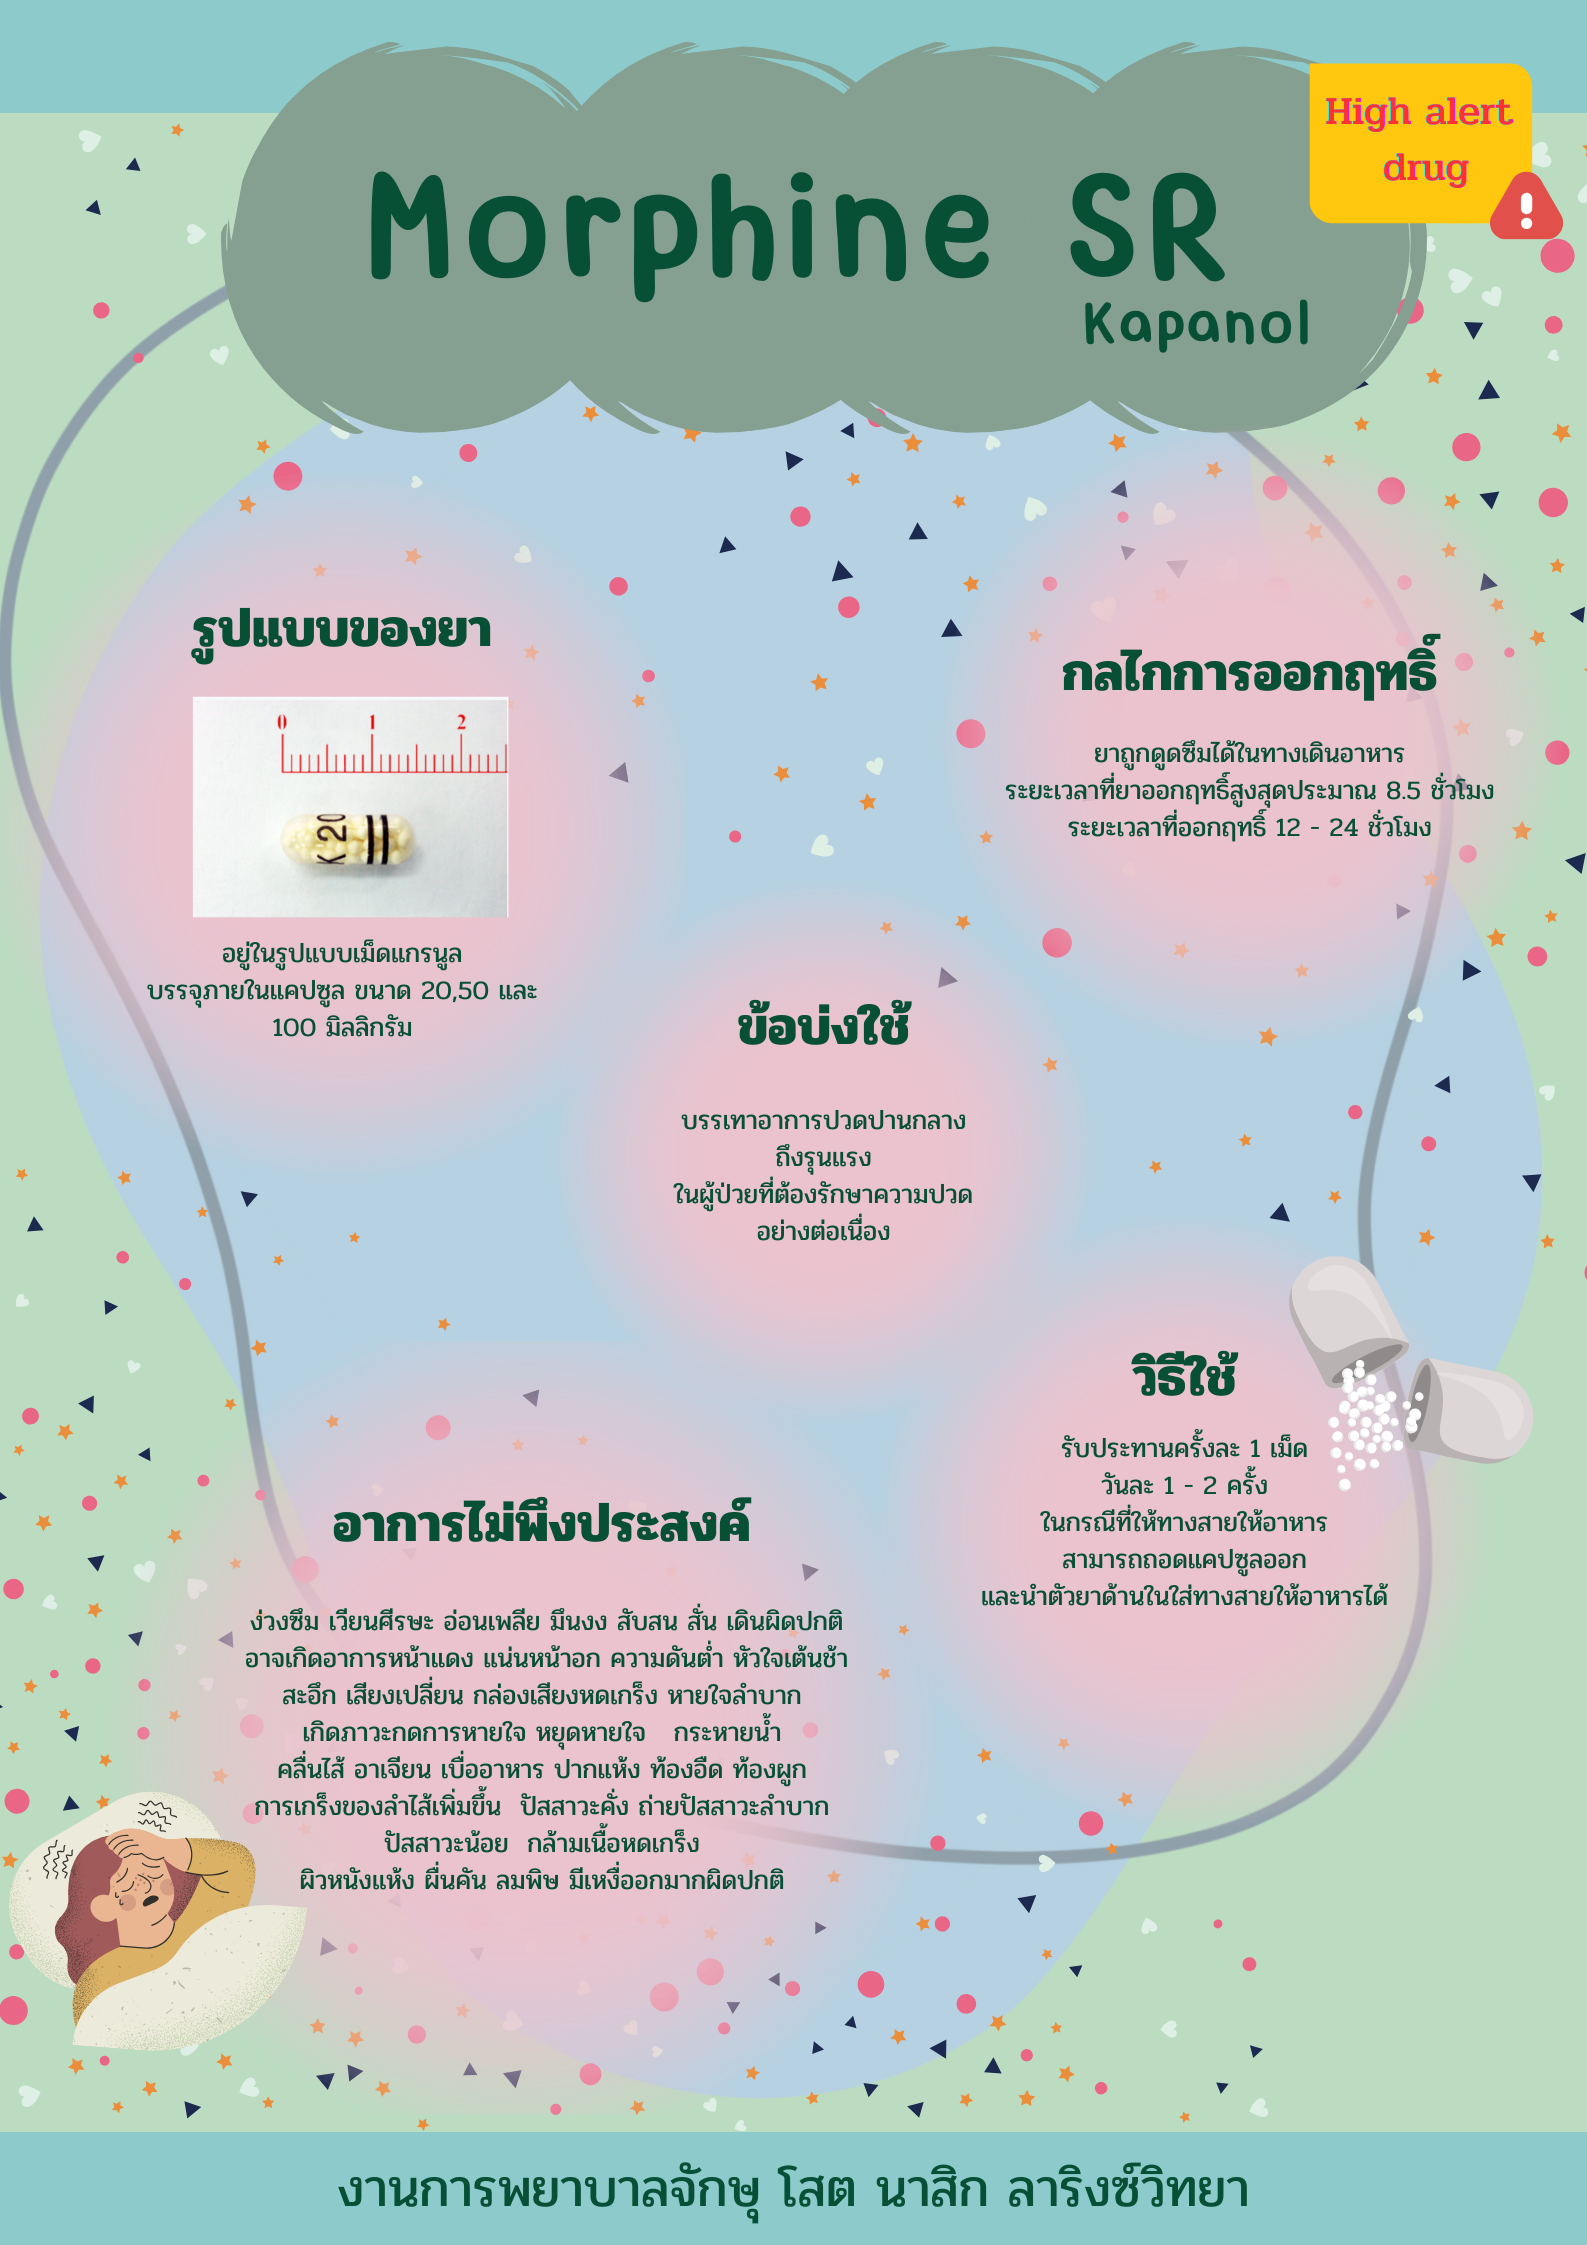 High alert
drug
Morphine SR
Kapanol
รูปแบบของยา
0 1 2
K 20
อยู่ในรูปแบบเม็ดแกรนูล
บรรจุภายในแคปซูล ขนาด 20,50 และ
100 มิลลิกรัม
กลไกการออกฤทธิ์
ยาถูกดูดซึมได้ในทางเดินอาหาร
ระยะเวลาที่ยาออกฤทธิ์สูงสุดประมาณ 8.5 ชั่วโมง
ระยะเวลาที่ออกฤทธิ์ 12 - 24 ชั่วโมง
ข้อบ่งใช้
บรรเทาอาการปวดปานกลาง
ถึงรุนแรง
ในผู้ป่วยที่ต้องรักษาความปวด
อย่างต่อเนื่อง
วิธีใช้
รับประทานครั้งละ 1 เม็ด
วันละ 1 - 2 ครั้ง
ในกรณีที่ให้ทางสายให้อาหาร
สามารถถอดแคปซูลออก
และนำตัวยาด้านในใส่ทางสายให้อาหารได้
อาการไม่พึงประสงค์
ง่วงซึม เวียนศีรษะ อ่อนเพลีย มึนงง สับสน สั่น เดินผิดปกติ
อาจเกิดอาการหน้าแดง แน่นหน้าอก ความดันต่ำ หัวใจเต้นช้า
สะอึก เสียงเปลี่ยน กล่องเสียงหดเกร็ง หายใจลำบาก
เกิดภาวะกดการหายใจ หยุดหายใจ กระหายน้ำ
คลื่นไส้ อาเจียน เบื่ออาหาร ปากแห้ง ท้องอืด ท้องผูก
การเกร็งของลำไส้เพิ่มขึ้น ปัสสาวะคั่ง ถ่ายปัสสาวะลำบาก
ปัสสาวะน้อย กล้ามเนื้อหดเกร็ง
ผิวหนังแห้ง ผื่นคัน ลมพิษ มีเหงื่ออกมากผิดปกติ
งานการพยาบาลจักษุ โสต นาสิก ลาริงซ์วิทยา